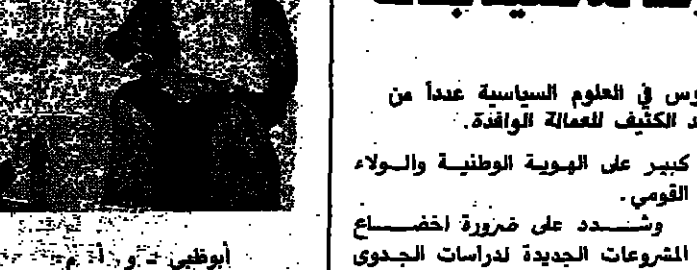 وس في العلوم السياسية عدداً من
د الكثيف للعمالة الوافدة.
كبير على الهوية الوطنية والولاء
القومي.
وشدد على ضرورة اخضاع
المشروعات الجديدة لدراسات الجدوى
أبوظبي - و. أ. م.